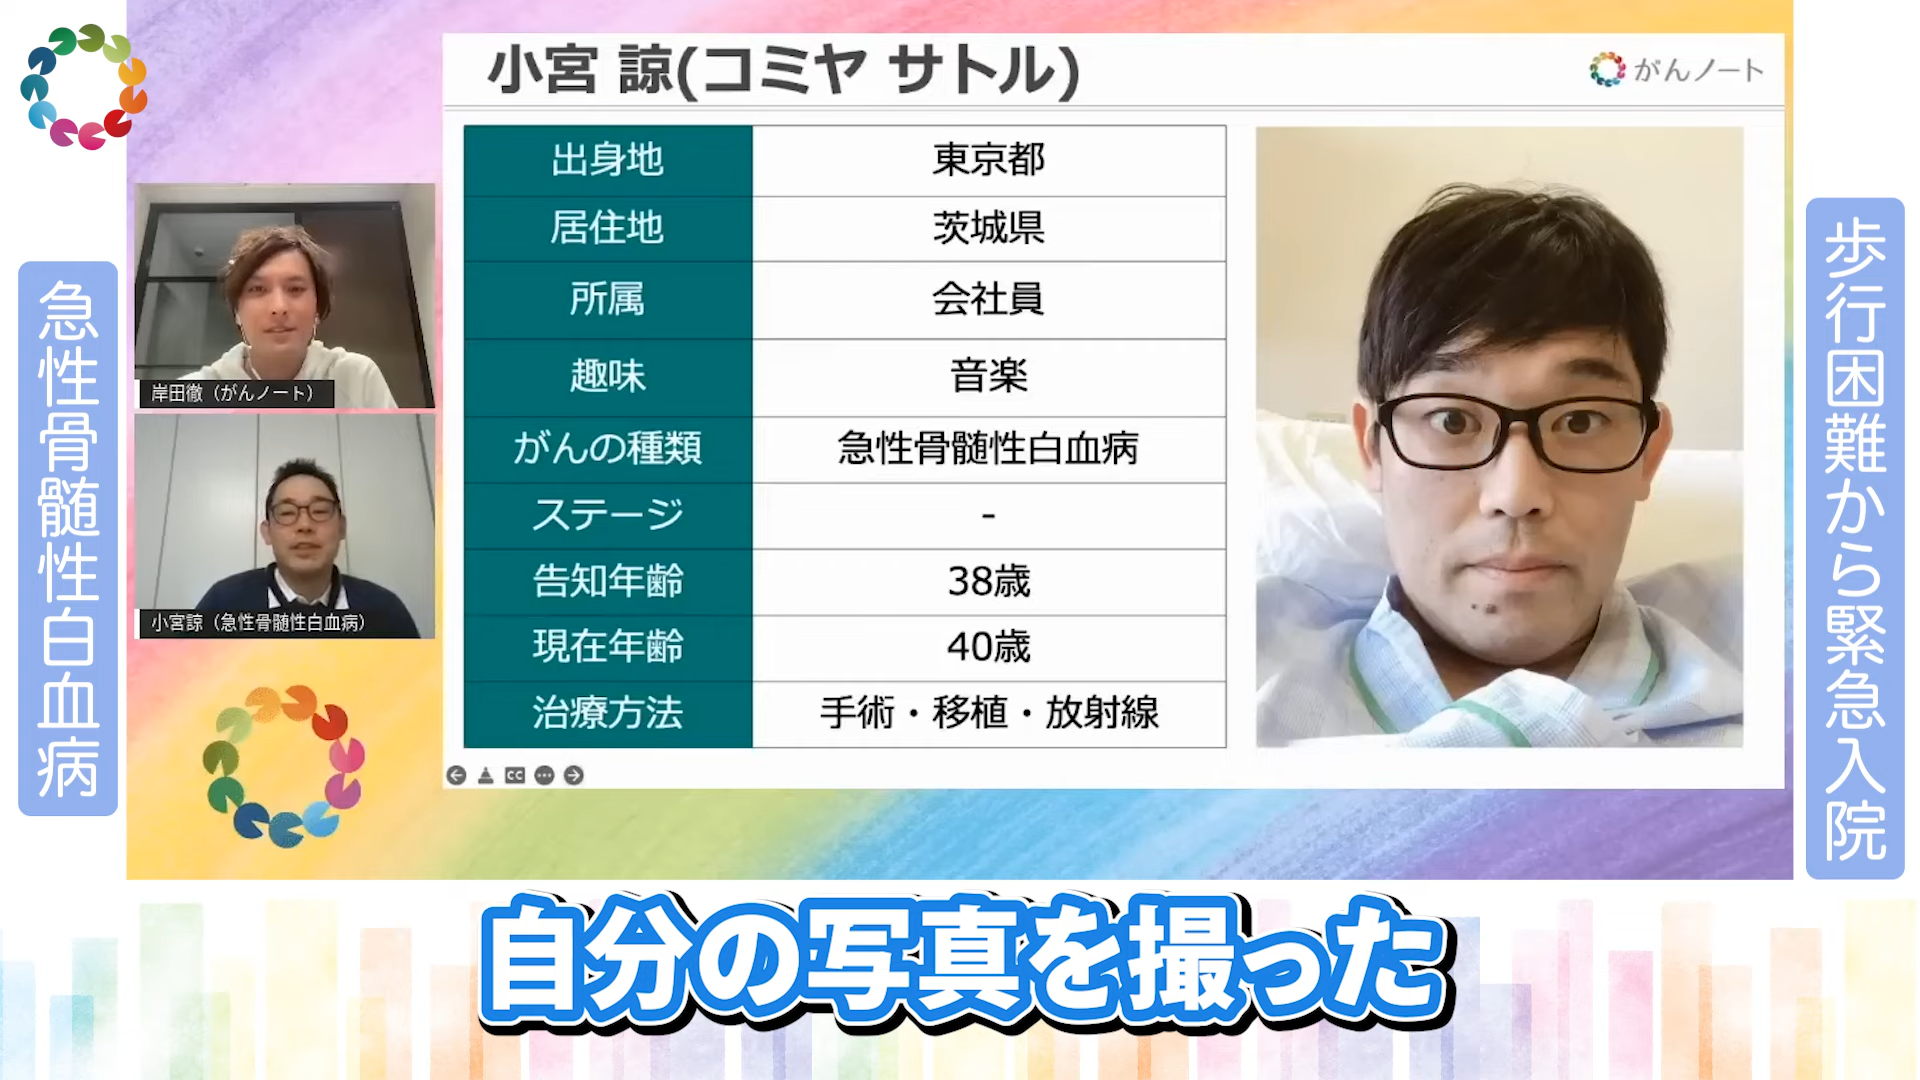 小宮 諒(コミヤ サトル)
がんノート
出身地 東京都
居住地 茨城県
所属 会社員
趣味 音楽
がんの種類 急性骨髄性白血病
ステージ -
告知年齢 38歳
現在年齢 40歳
治療方法 手術・移植・放射線
岸田徹（がんノート）
小宮諒（急性骨髄性白血病）
急性骨髄性白血病
歩行困難から緊急入院
CC
自分の写真を撮った